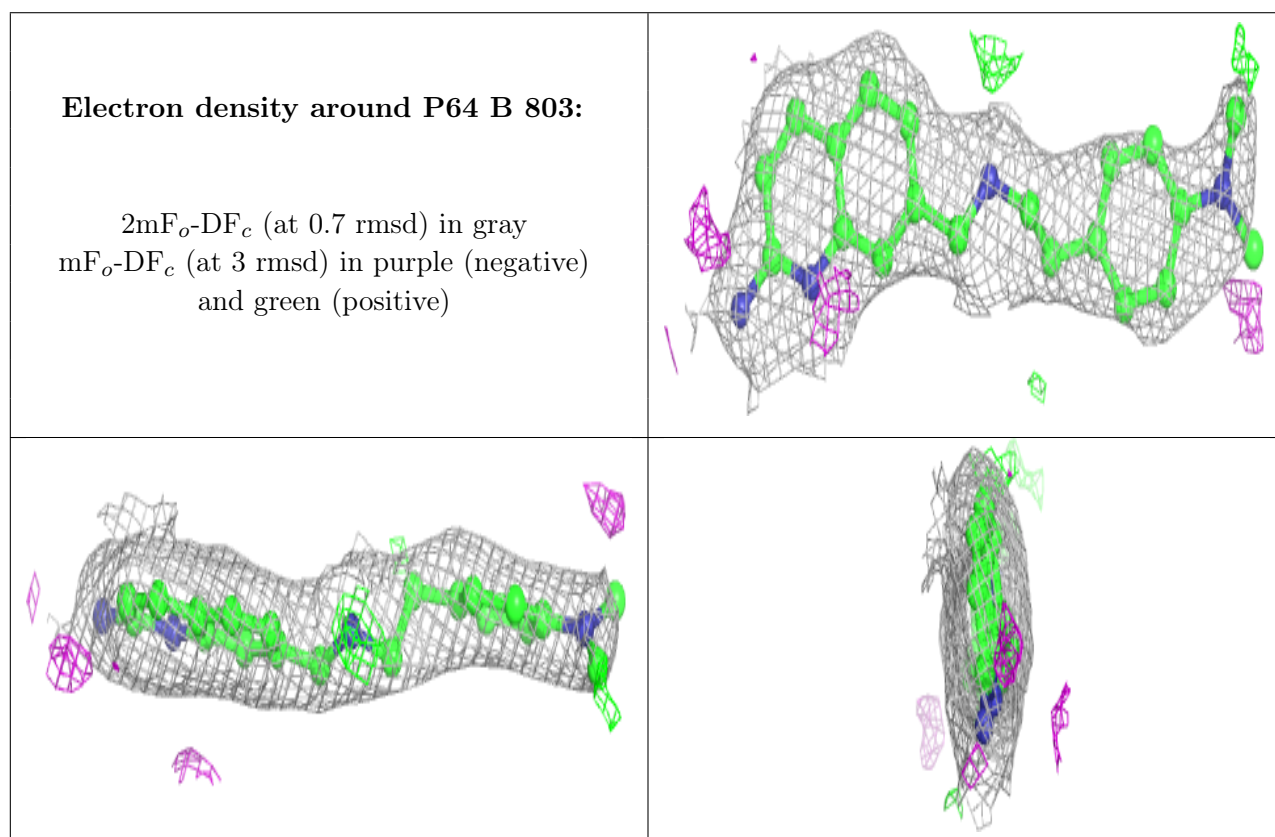 Electron density around P64 B 803:
2mFo-DFc (at 0.7 rmsd) in gray
mFo-DFc (at 3 rmsd) in purple (negative)
and green (positive)